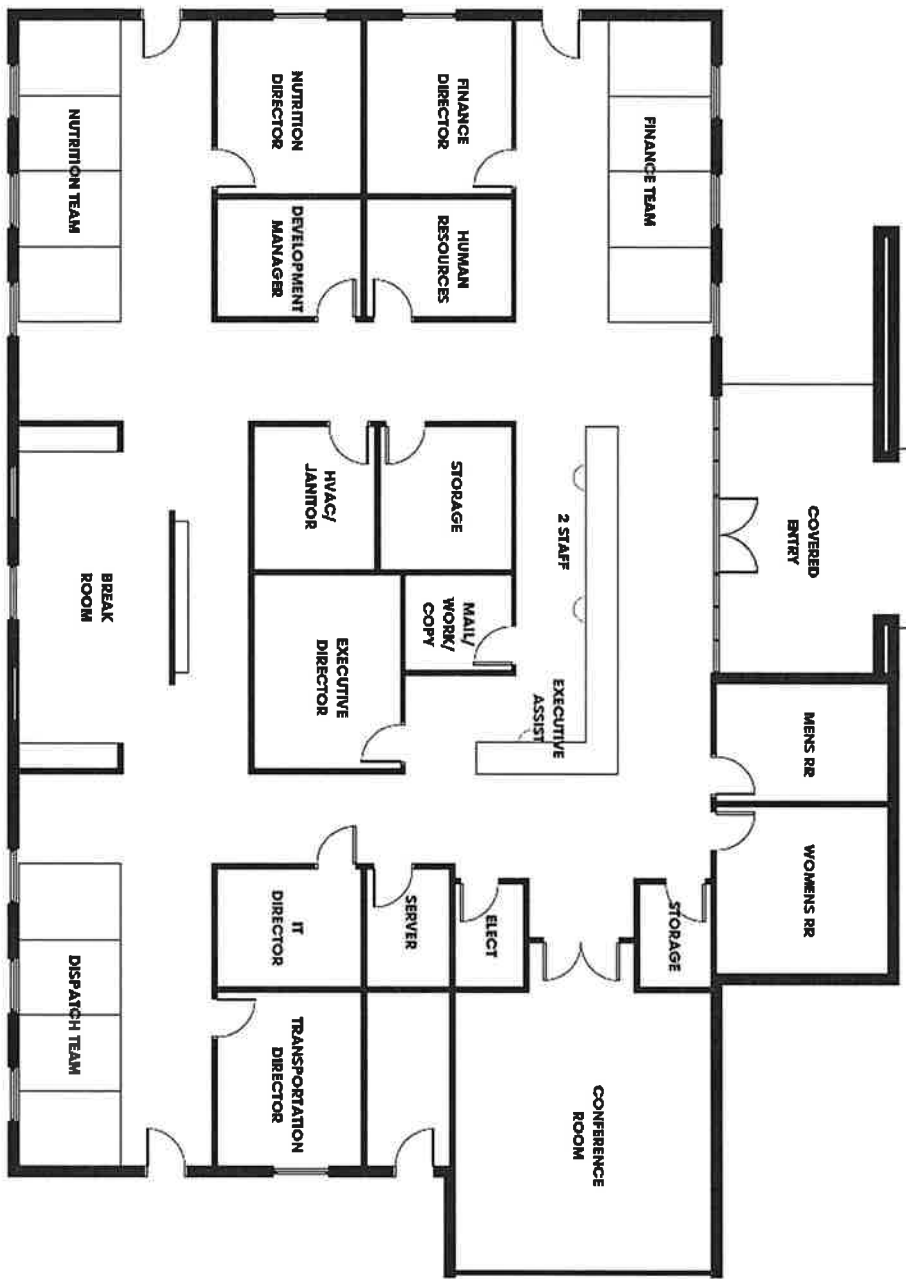 NUTRITION TEAM
NUTRITION
DIRECTOR
FINANCE
DIRECTOR
FINANCE TEAM
DEVELOPMENT
MANAGER
HUMAN
RESOURCES
HVAC/
JANITOR
STORAGE
2 STAFF
COVERED
ENTRY
BREAK
ROOM
EXECUTIVE
DIRECTOR
MAIL/
WORK/
COPY
EXECUTIVE
ASSIST
MENS RR
WOMENS RR
IT
DIRECTOR
SERVER
ELECT
STORAGE
DISPATCH TEAM
TRANSPORTATION
DIRECTOR
CONFERENCE
ROOM